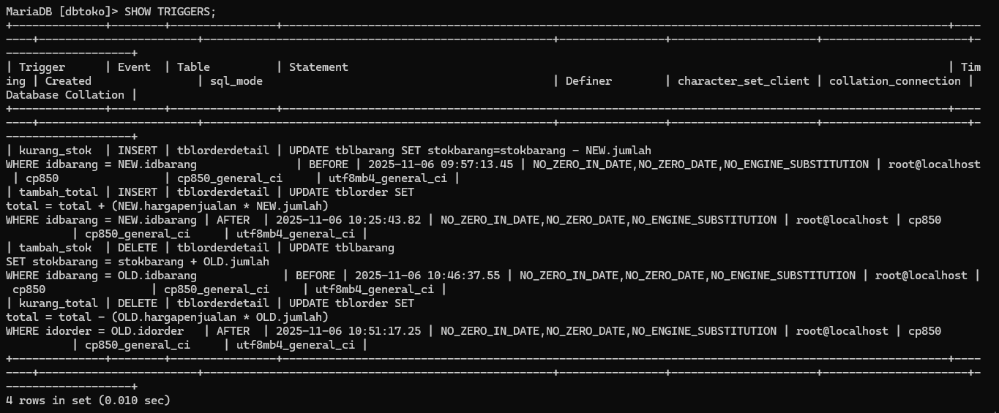 MariaDB [dbtoko]> SHOW TRIGGERS;
+--------------+--------+----------------+-----------------------------------------------------------------------------------------------------+----
----+------------------------+-----------------------------------------------------+----------------+----------------------+----------------------+-
-------------------+
| Trigger      | Event  | Table          | Statement                                                                                           | Tim
ing | Created                | sql_mode                                            | Definer        | character_set_client | collation_connection |
Database Collation |
+--------------+--------+----------------+-----------------------------------------------------------------------------------------------------+----
----+------------------------+-----------------------------------------------------+----------------+----------------------+----------------------+-
-------------------+
| kurang_stok  | INSERT | tblorderdetail | UPDATE tblbarang SET stokbarang=stokbarang - NEW.jumlah
WHERE idbarang = NEW.idbarang               | BEFORE | 2025-11-06 09:57:13.45 | NO_ZERO_IN_DATE,NO_ZERO_DATE,NO_ENGINE_SUBSTITUTION | root@localhost
 | cp850                | cp850_general_ci     | utf8mb4_general_ci |
| tambah_total | INSERT | tblorderdetail | UPDATE tblorder SET
total = total + (NEW.hargapenjualan * NEW.jumlah)
WHERE idbarang = NEW.idbarang | AFTER  | 2025-11-06 10:25:43.82 | NO_ZERO_IN_DATE,NO_ZERO_DATE,NO_ENGINE_SUBSTITUTION | root@localhost | cp850
          | cp850_general_ci     | utf8mb4_general_ci |
| tambah_stok  | DELETE | tblorderdetail | UPDATE tblbarang
SET stokbarang = stokbarang + OLD.jumlah
WHERE idbarang = OLD.idbarang             | BEFORE | 2025-11-06 10:46:37.55 | NO_ZERO_IN_DATE,NO_ZERO_DATE,NO_ENGINE_SUBSTITUTION | root@localhost |
 cp850                | cp850_general_ci     | utf8mb4_general_ci |
| kurang_total | DELETE | tblorderdetail | UPDATE tblorder SET
total = total - (OLD.hargapenjualan * OLD.jumlah)
WHERE idorder = OLD.idorder   | AFTER  | 2025-11-06 10:51:17.25 | NO_ZERO_IN_DATE,NO_ZERO_DATE,NO_ENGINE_SUBSTITUTION | root@localhost | cp850
          | cp850_general_ci     | utf8mb4_general_ci |
+--------------+--------+----------------+-----------------------------------------------------------------------------------------------------+----
----+------------------------+-----------------------------------------------------+----------------+----------------------+----------------------+-
-------------------+
4 rows in set (0.010 sec)